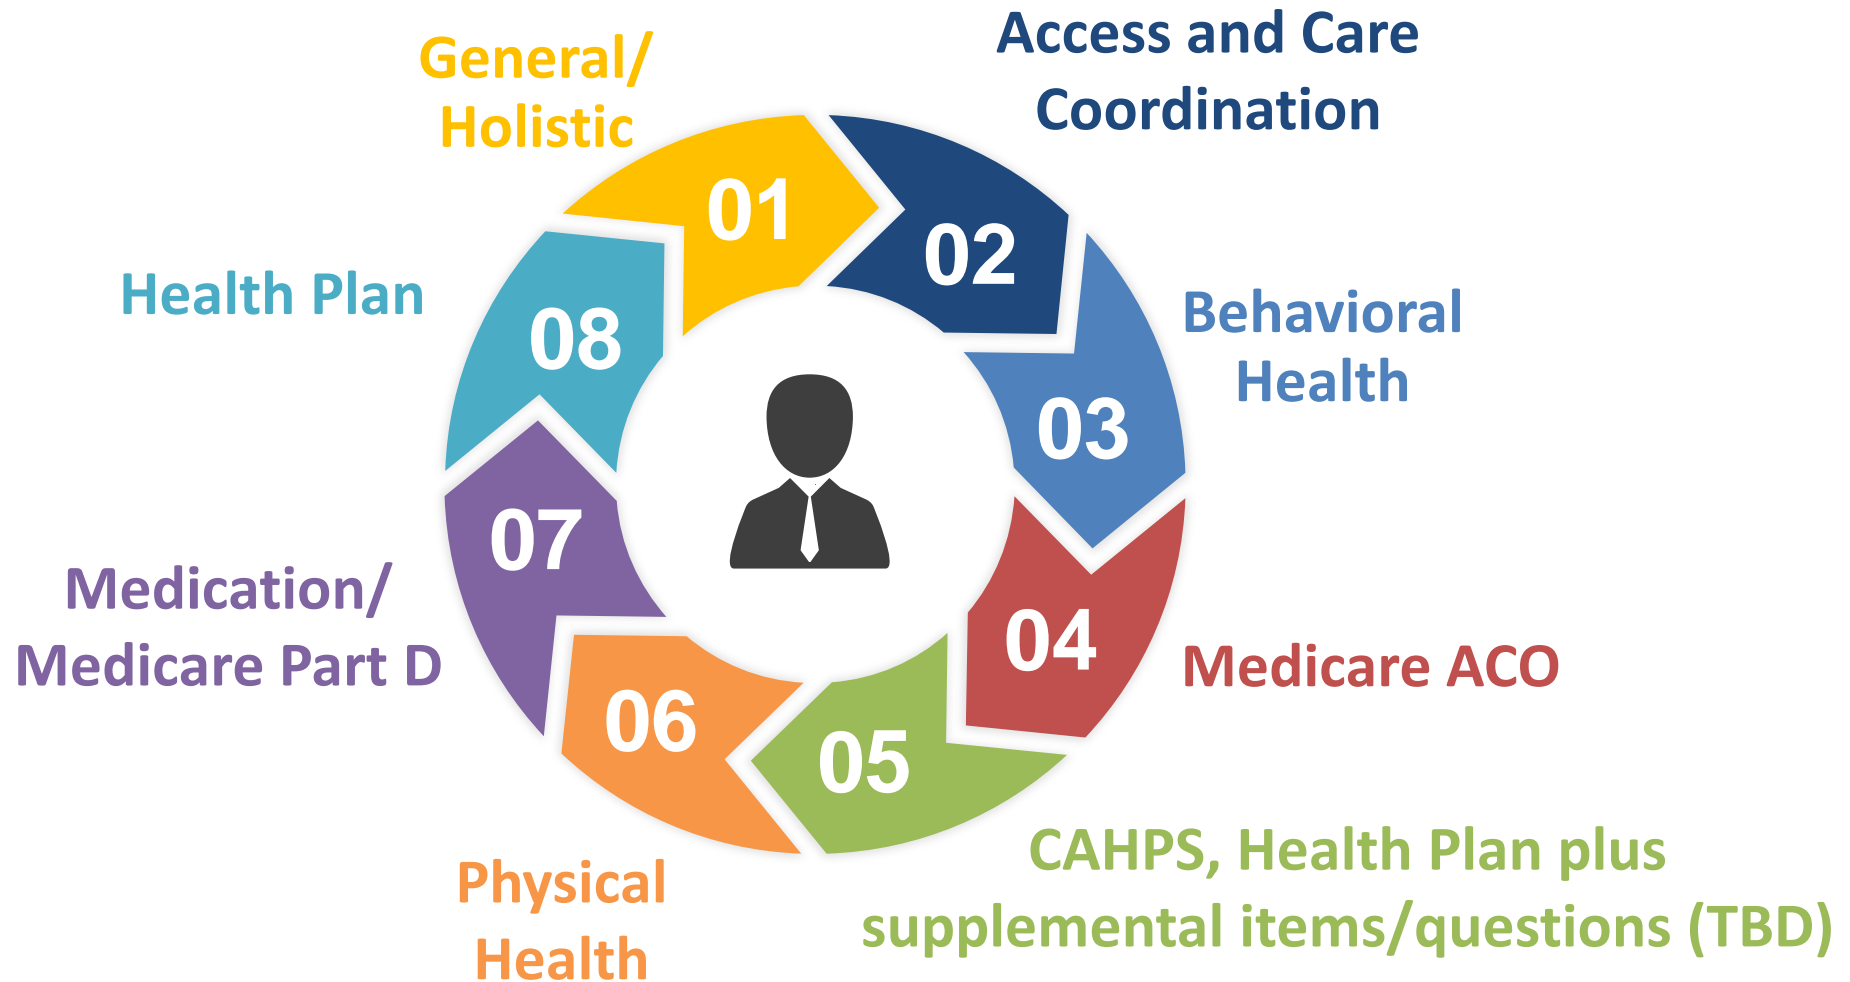 General/
Holistic
01
Access and Care
Coordination
02
Behavioral
Health
03
Medicare ACO
04
CAHPS, Health Plan plus
supplemental items/questions (TBD)
05
Physical
Health
06
Medication/
Medicare Part D
07
Health Plan
08